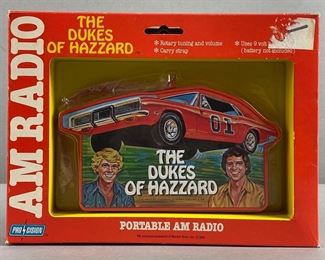 AM RADIO
THE
DUKES
OF HAZZARD™
• Rotary tuning and volume
• Carry strap
• Uses 9 volt
(battery not included)
01
THE
DUKES
OF HAZZARD
PORTABLE AM RADIO
PRO VISION